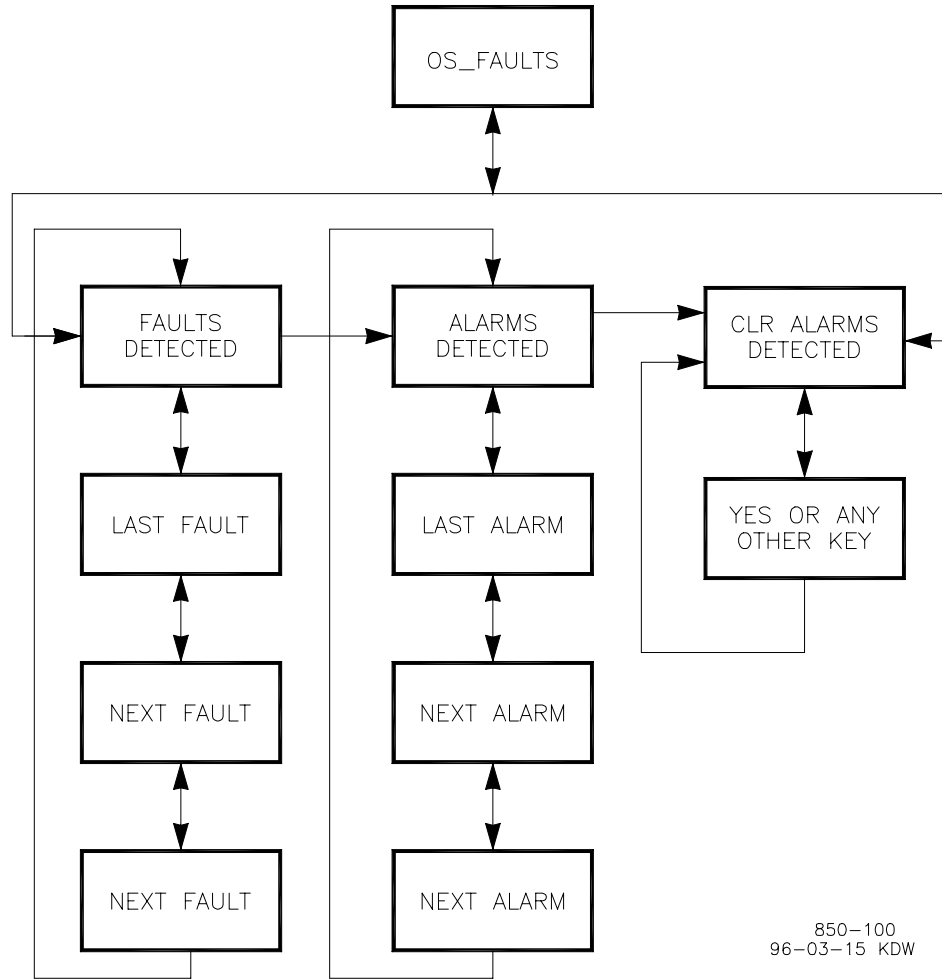 OS_FAULTS
FAULTS
DETECTED
ALARMS
DETECTED
CLR ALARMS
DETECTED
LAST FAULT
LAST ALARM
YES OR ANY
OTHER KEY
NEXT FAULT
NEXT ALARM
NEXT FAULT
NEXT ALARM
850-100
96-03-15 KDW